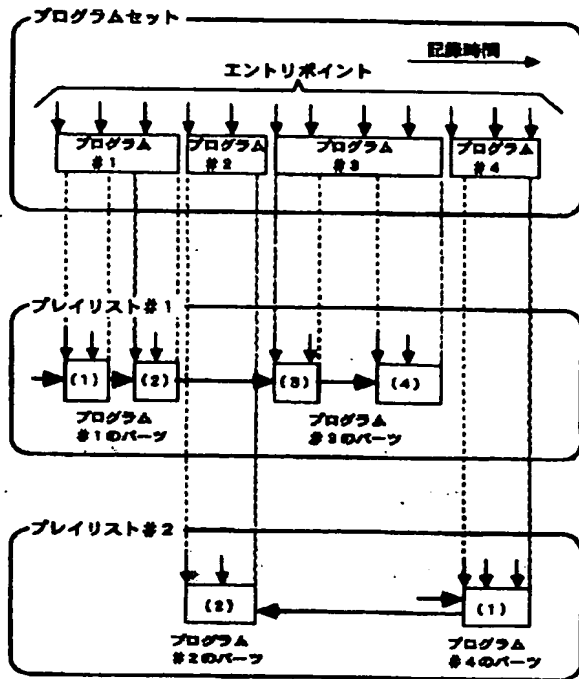 プログラムセット
記録時間
エントリポイント
プログラム
#1
プログラム
#2
プログラム
#3
プログラム
#4
プレイリスト#1
(1)
(2)
(3)
(4)
プログラム
#1のパーツ
プログラム
#3のパーツ
プレイリスト#2
(2)
(1)
プログラム
#2のパーツ
プログラム
#4のパーツ